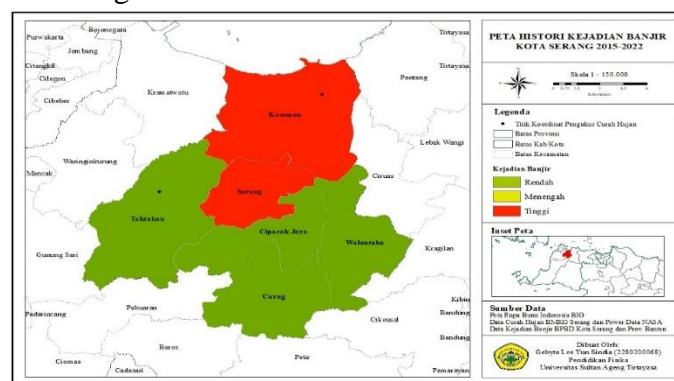 Bojonegara
Purwakarta
Jombang
Citangkil
Cilegon
Cibeber
Kramatwatu
Tirtayasa
Tirtayasa
Pontang
Kasemen
Lebak Wangi
Waringinkurung
Mancak
Serang
Ciruas
Taktakan
Cipocok Jaya
Walantaka
Kragilan
Gunung Sari
Curug
Pabuaran
Padarincang
Kibin
Bandung
Cikeusal
Baros
Petir
Bandung
Ciomas
Cadasari
Pamarayan
PETA HISTORI KEJADIAN BANJIR
KOTA SERANG 2015-2022
Skala 1 : 150.000
Kilometers
Legenda
Titik Koordinat Pengukur Curah Hujan
Batas Provinsi
Batas Kab/Kota
Batas Kecamatan
Kejadian Banjir
Rendah
Menengah
Tinggi
Inset Peta
Sumber Data
Peta Rupa Bumi Indonesia BIG
Data Curah Hujan BMKG Serang dan Power Data NASA
Data Kejadian Banjir BPBD Kota Serang dan Prov. Banten
Dibuat Oleh:
Gebyta Lee Yun Sindia (2280200068)
Pendidikan Fisika
Universitas Sultan Ageng Tirtayasa